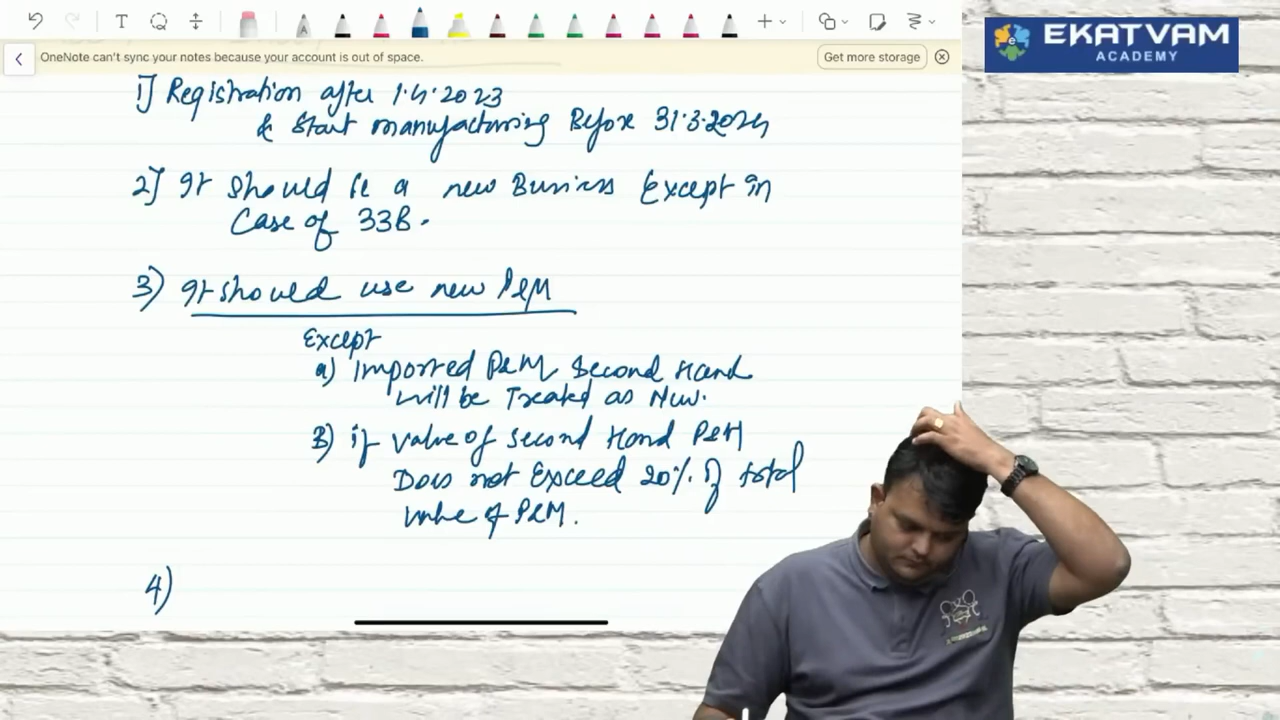 OneNote can't sync your notes because your account is out of space.
Get more storage
EKATVAM
ACADEMY
1) Registration after 1.4.2023
& Start manufacturing Before 31.3.2024
2) It should be a new Business Except in
Case of 33B.
3) It should use new P&M
Except
a) Imported P&M Second Hand
will be Treated as New.
B) if value of second Hand P&M
Does not Exceed 20% of total
value of P&M.
4)